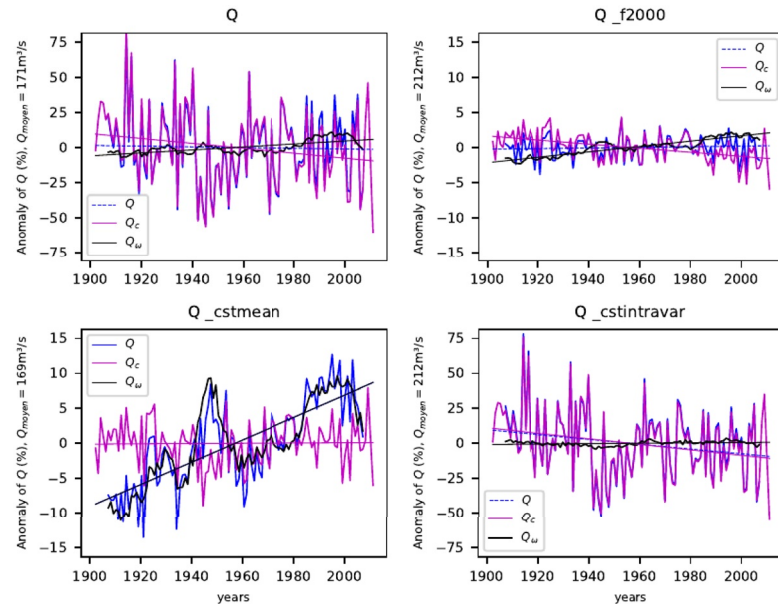 Q
Q _f2000
Anomaly of Q (%), Q_moyen = 171m³/s
75
50
25
0
−25
−50
−75
Q
Q_c
Q_ω
1900 1920 1940 1960 1980 2000
Anomaly of Q (%), Q_moyen = 212m³/s
15
10
5
0
−5
−10
−15
Q
Q_c
Q_ω
1900 1920 1940 1960 1980 2000
Q _cstmean
Q _cstintravar
Anomaly of Q (%), Q_moyen = 169m³/s
15
10
5
0
−5
−10
−15
Q
Q_c
Q_ω
1900 1920 1940 1960 1980 2000
years
Anomaly of Q (%), Q_moyen = 212m³/s
75
50
25
0
−25
−50
−75
Q
Q_c
Q_ω
1900 1920 1940 1960 1980 2000
years